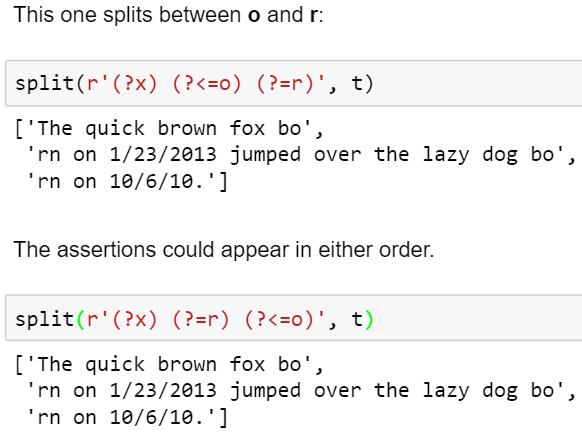 This one splits between o and r:
split(r'(?x) (?<=o) (?=r)', t)
['The quick brown fox bo',
 'rn on 1/23/2013 jumped over the lazy dog bo',
 'rn on 10/6/10.']
The assertions could appear in either order.
split(r'(?x) (?=r) (?<=o)', t)
['The quick brown fox bo',
 'rn on 1/23/2013 jumped over the lazy dog bo',
 'rn on 10/6/10.']